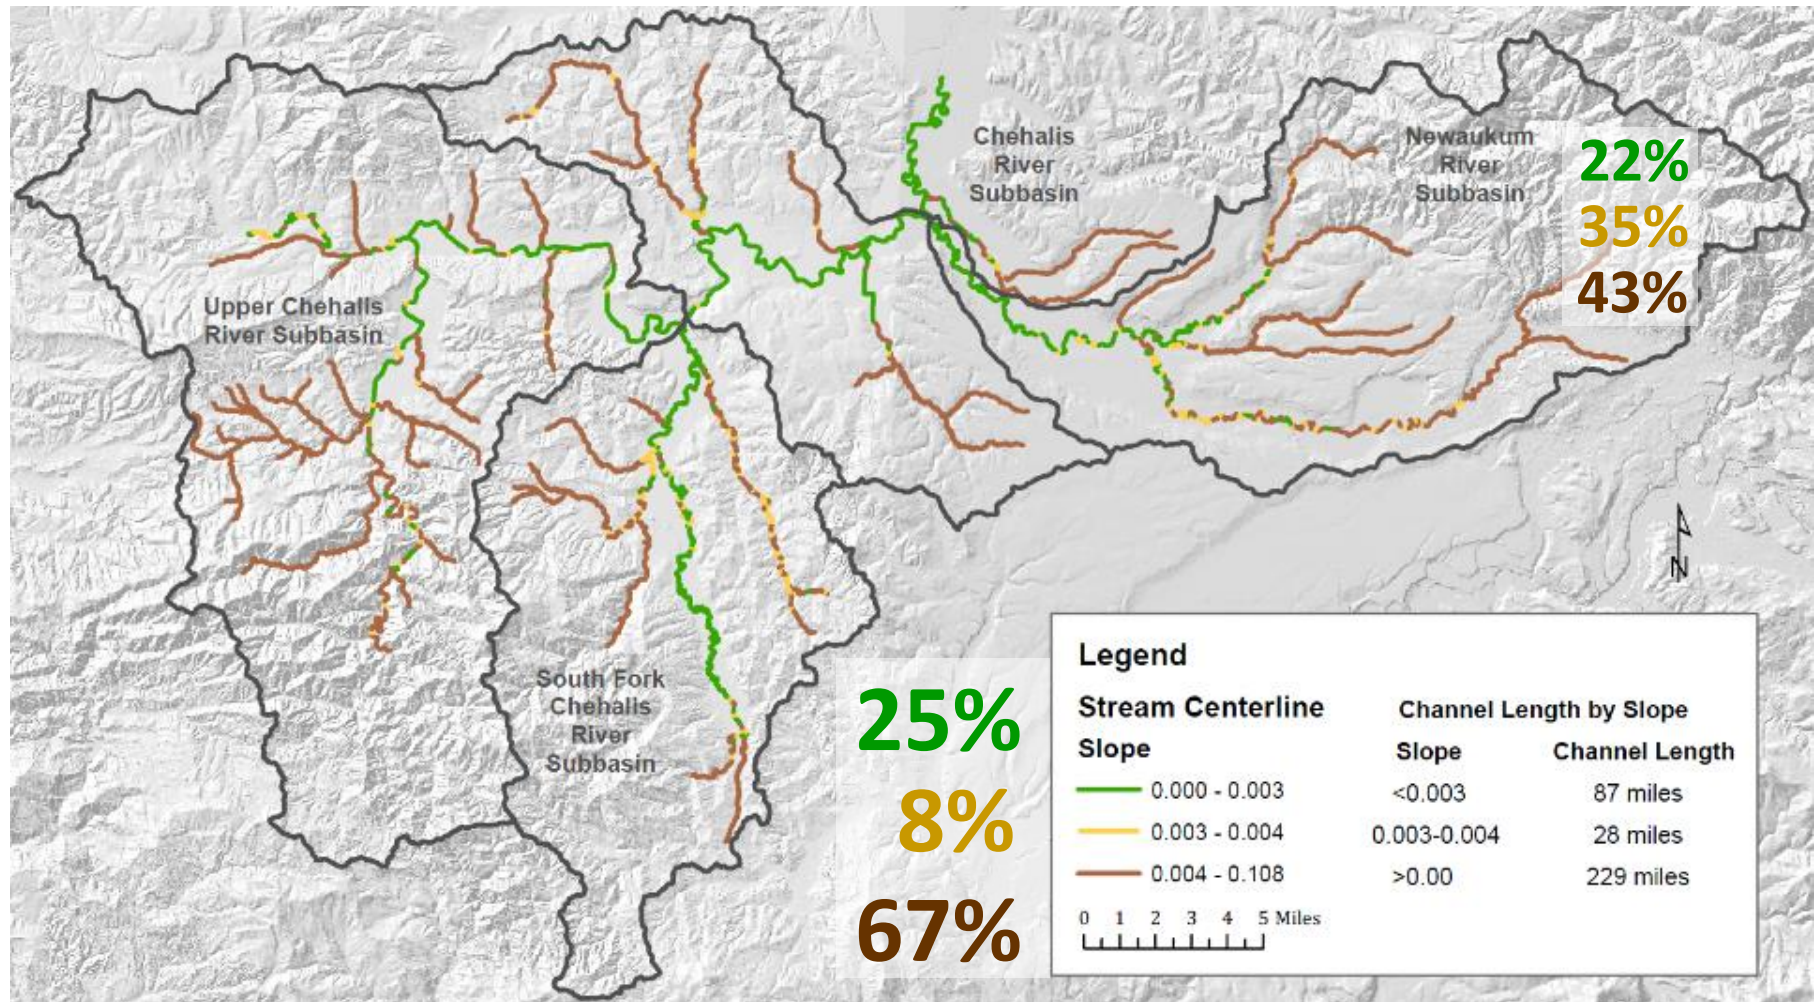 Chehalis
River
Subbasin
Newaukum
River
Subbasin
22%
35%
43%
Upper Chehalls
River Subbasin
South Fork
Chehalls
River
Subbasin
25%
8%
67%
N
Legend
Stream Centerline
Slope
0.000 - 0.003
0.003 - 0.004
0.004 - 0.108
Channel Length by Slope
Slope Channel Length
<0.003 87 miles
0.003-0.004 28 miles
>0.00 229 miles
0 1 2 3 4 5 Miles